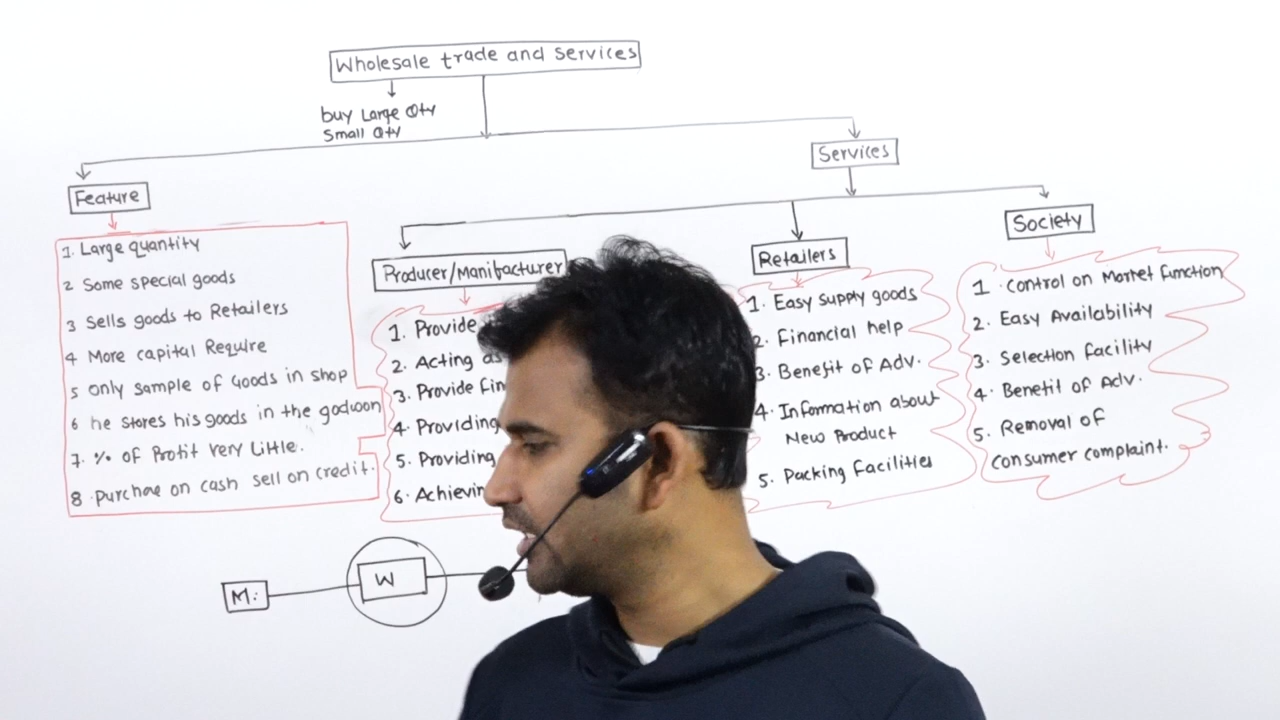 Wholesale trade and services
buy Large Qty
Small Qty
Services
Feature
Society
Producer/Manifacturer
Retailers
1. Large quantity
2 Some special goods
3 Sells goods to Retailers
4 More capital Require
5 only sample of Goods in shop
6 he stores his goods in the godwon
7. % of Profit very Little.
8 . purchae on cash sell on credit.
1. Provide
2. Acting as
3. Provide Fin
4. Providing
5. Providing
6. Achievin
1. Easy supply goods
2. Financial help
3. Benefit of Adv.
4. Information about
New Product
5. Packing Facilities
1 . control on Market function
2. Easy Availability
3. Selection facility
4. Benefit of Adv.
5. Removal of
consumer complaint.
M.
W